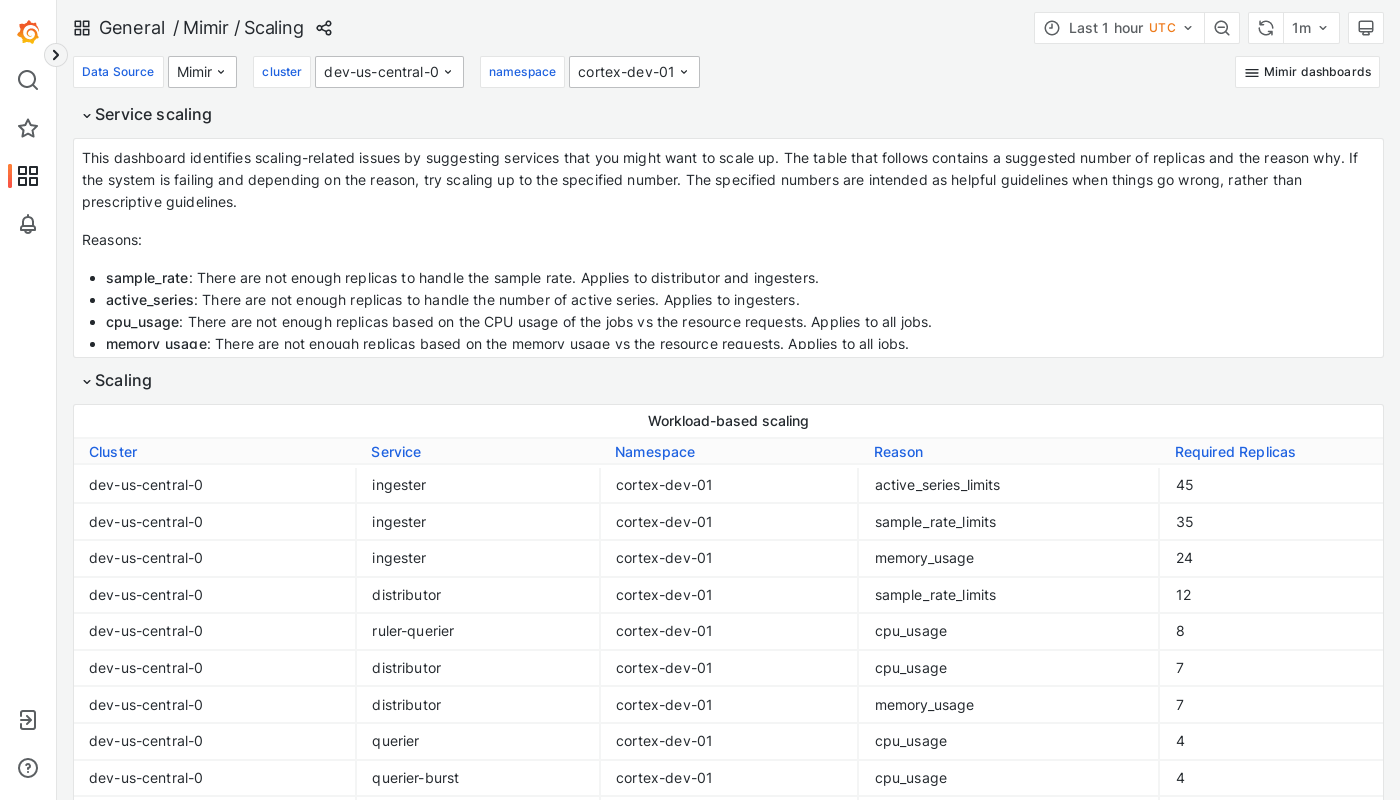 General / Mimir / Scaling
Last 1 hour UTC
1m
Data Source Mimir cluster dev-us-central-0 namespace cortex-dev-01
Mimir dashboards
Service scaling
This dashboard identifies scaling-related issues by suggesting services that you might want to scale up. The table that follows contains a suggested number of replicas and the reason why. If
the system is failing and depending on the reason, try scaling up to the specified number. The specified numbers are intended as helpful guidelines when things go wrong, rather than
prescriptive guidelines.
Reasons:
• sample_rate: There are not enough replicas to handle the sample rate. Applies to distributor and ingesters.
• active_series: There are not enough replicas to handle the number of active series. Applies to ingesters.
• cpu_usage: There are not enough replicas based on the CPU usage of the jobs vs the resource requests. Applies to all jobs.
• memory_usage: There are not enough replicas based on the memory usage vs the resource requests. Applies to all jobs.
Scaling
Workload-based scaling
Cluster Service Namespace Reason Required Replicas
dev-us-central-0 ingester cortex-dev-01 active_series_limits 45
dev-us-central-0 ingester cortex-dev-01 sample_rate_limits 35
dev-us-central-0 ingester cortex-dev-01 memory_usage 24
dev-us-central-0 distributor cortex-dev-01 sample_rate_limits 12
dev-us-central-0 ruler-querier cortex-dev-01 cpu_usage 8
dev-us-central-0 distributor cortex-dev-01 cpu_usage 7
dev-us-central-0 distributor cortex-dev-01 memory_usage 7
dev-us-central-0 querier cortex-dev-01 cpu_usage 4
dev-us-central-0 querier-burst cortex-dev-01 cpu_usage 4